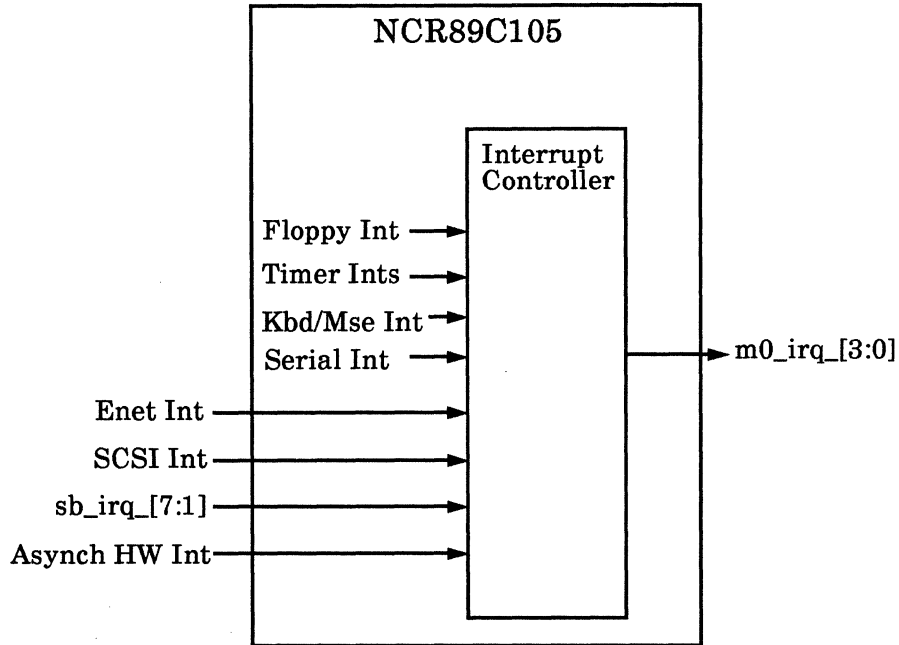 NCR89C105
Interrupt
Controller
Floppy Int
Timer Ints
Kbd/Mse Int
Serial Int
m0_irq_[3:0]
Enet Int
SCSI Int
sb_irq_[7:1]
Asynch HW Int